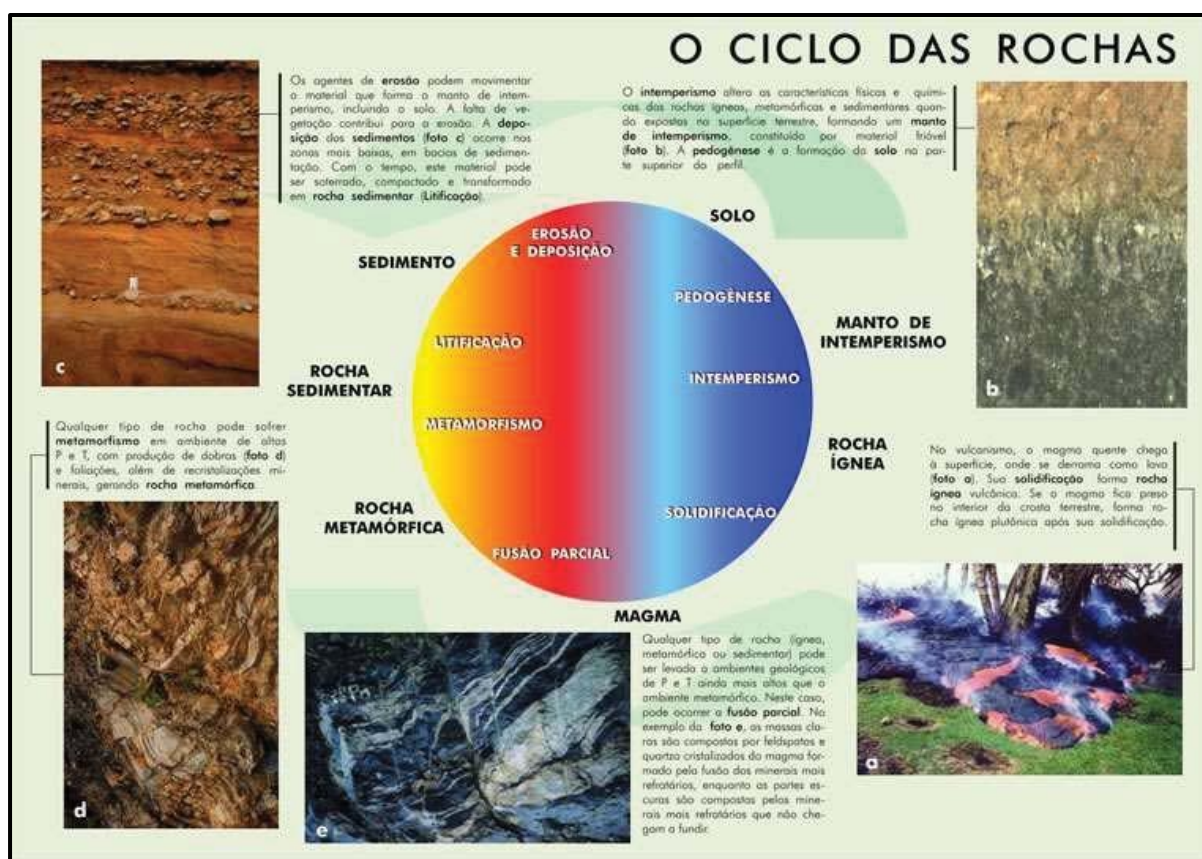 O CICLO DAS ROCHAS
Os agentes de erosão podem movimentar
o material que forma o manto de intem-
perismo, incluindo o solo. A falta de ve-
getação contribui para a erosão. A depo-
sição dos sedimentos (foto c) ocorre nas
zonas mais baixas, em bacias de sedimen-
tação. Com o tempo, este material pode
ser soterrado, compactado e transformado
em rocha sedimentar (Litificação).
O intemperismo altera as características físicas e quími-
cas das rochas ígneas, metamórficas e sedimentares quan-
do expostas na superfície terrestre, formando um manto
de intemperismo, constituído por material friável
(foto b). A pedogênese é a formação do solo na par-
te superior do perfil.
c
b
SOLO
EROSÃO
E DEPOSIÇÃO
SEDIMENTO
PEDOGÊNESE
MANTO DE
INTEMPERISMO
LITIFICAÇÃO
ROCHA
SEDIMENTAR
INTEMPERISMO
METAMORFISMO
ROCHA
ÍGNEA
ROCHA
METAMÓRFICA
SOLIDIFICAÇÃO
FUSÃO PARCIAL
MAGMA
Qualquer tipo de rocha pode sofrer
metamorfismo em ambiente de altas
P e T, com produção de dobras (foto d)
e foliações, além de recristalizações mi-
nerais, gerando rocha metamórfica.
No vulcanismo, o magma quente chega
à superfície, onde se derrama como lava
(foto a). Sua solidificação forma rocha
ígnea vulcânica. Se o magma fica preso
no interior da crosta terrestre, forma ro-
cha ígnea plutônica após sua solidificação.
d
e
Qualquer tipo de rocha (ígnea,
metamórfica ou sedimentar) pode
ser levada a ambientes geológicos
de P e T ainda mais altos que o
ambiente metamórfico. Neste caso,
pode ocorrer a fusão parcial. No
exemplo da foto e, as massas cla-
ras são compostas por feldspatos e
quartzo cristalizados do magma for-
mado pela fusão dos minerais mais
refratários, enquanto as partes es-
curas são compostas pelos mine-
rais mais refratários que não che-
gam a fundir.
a